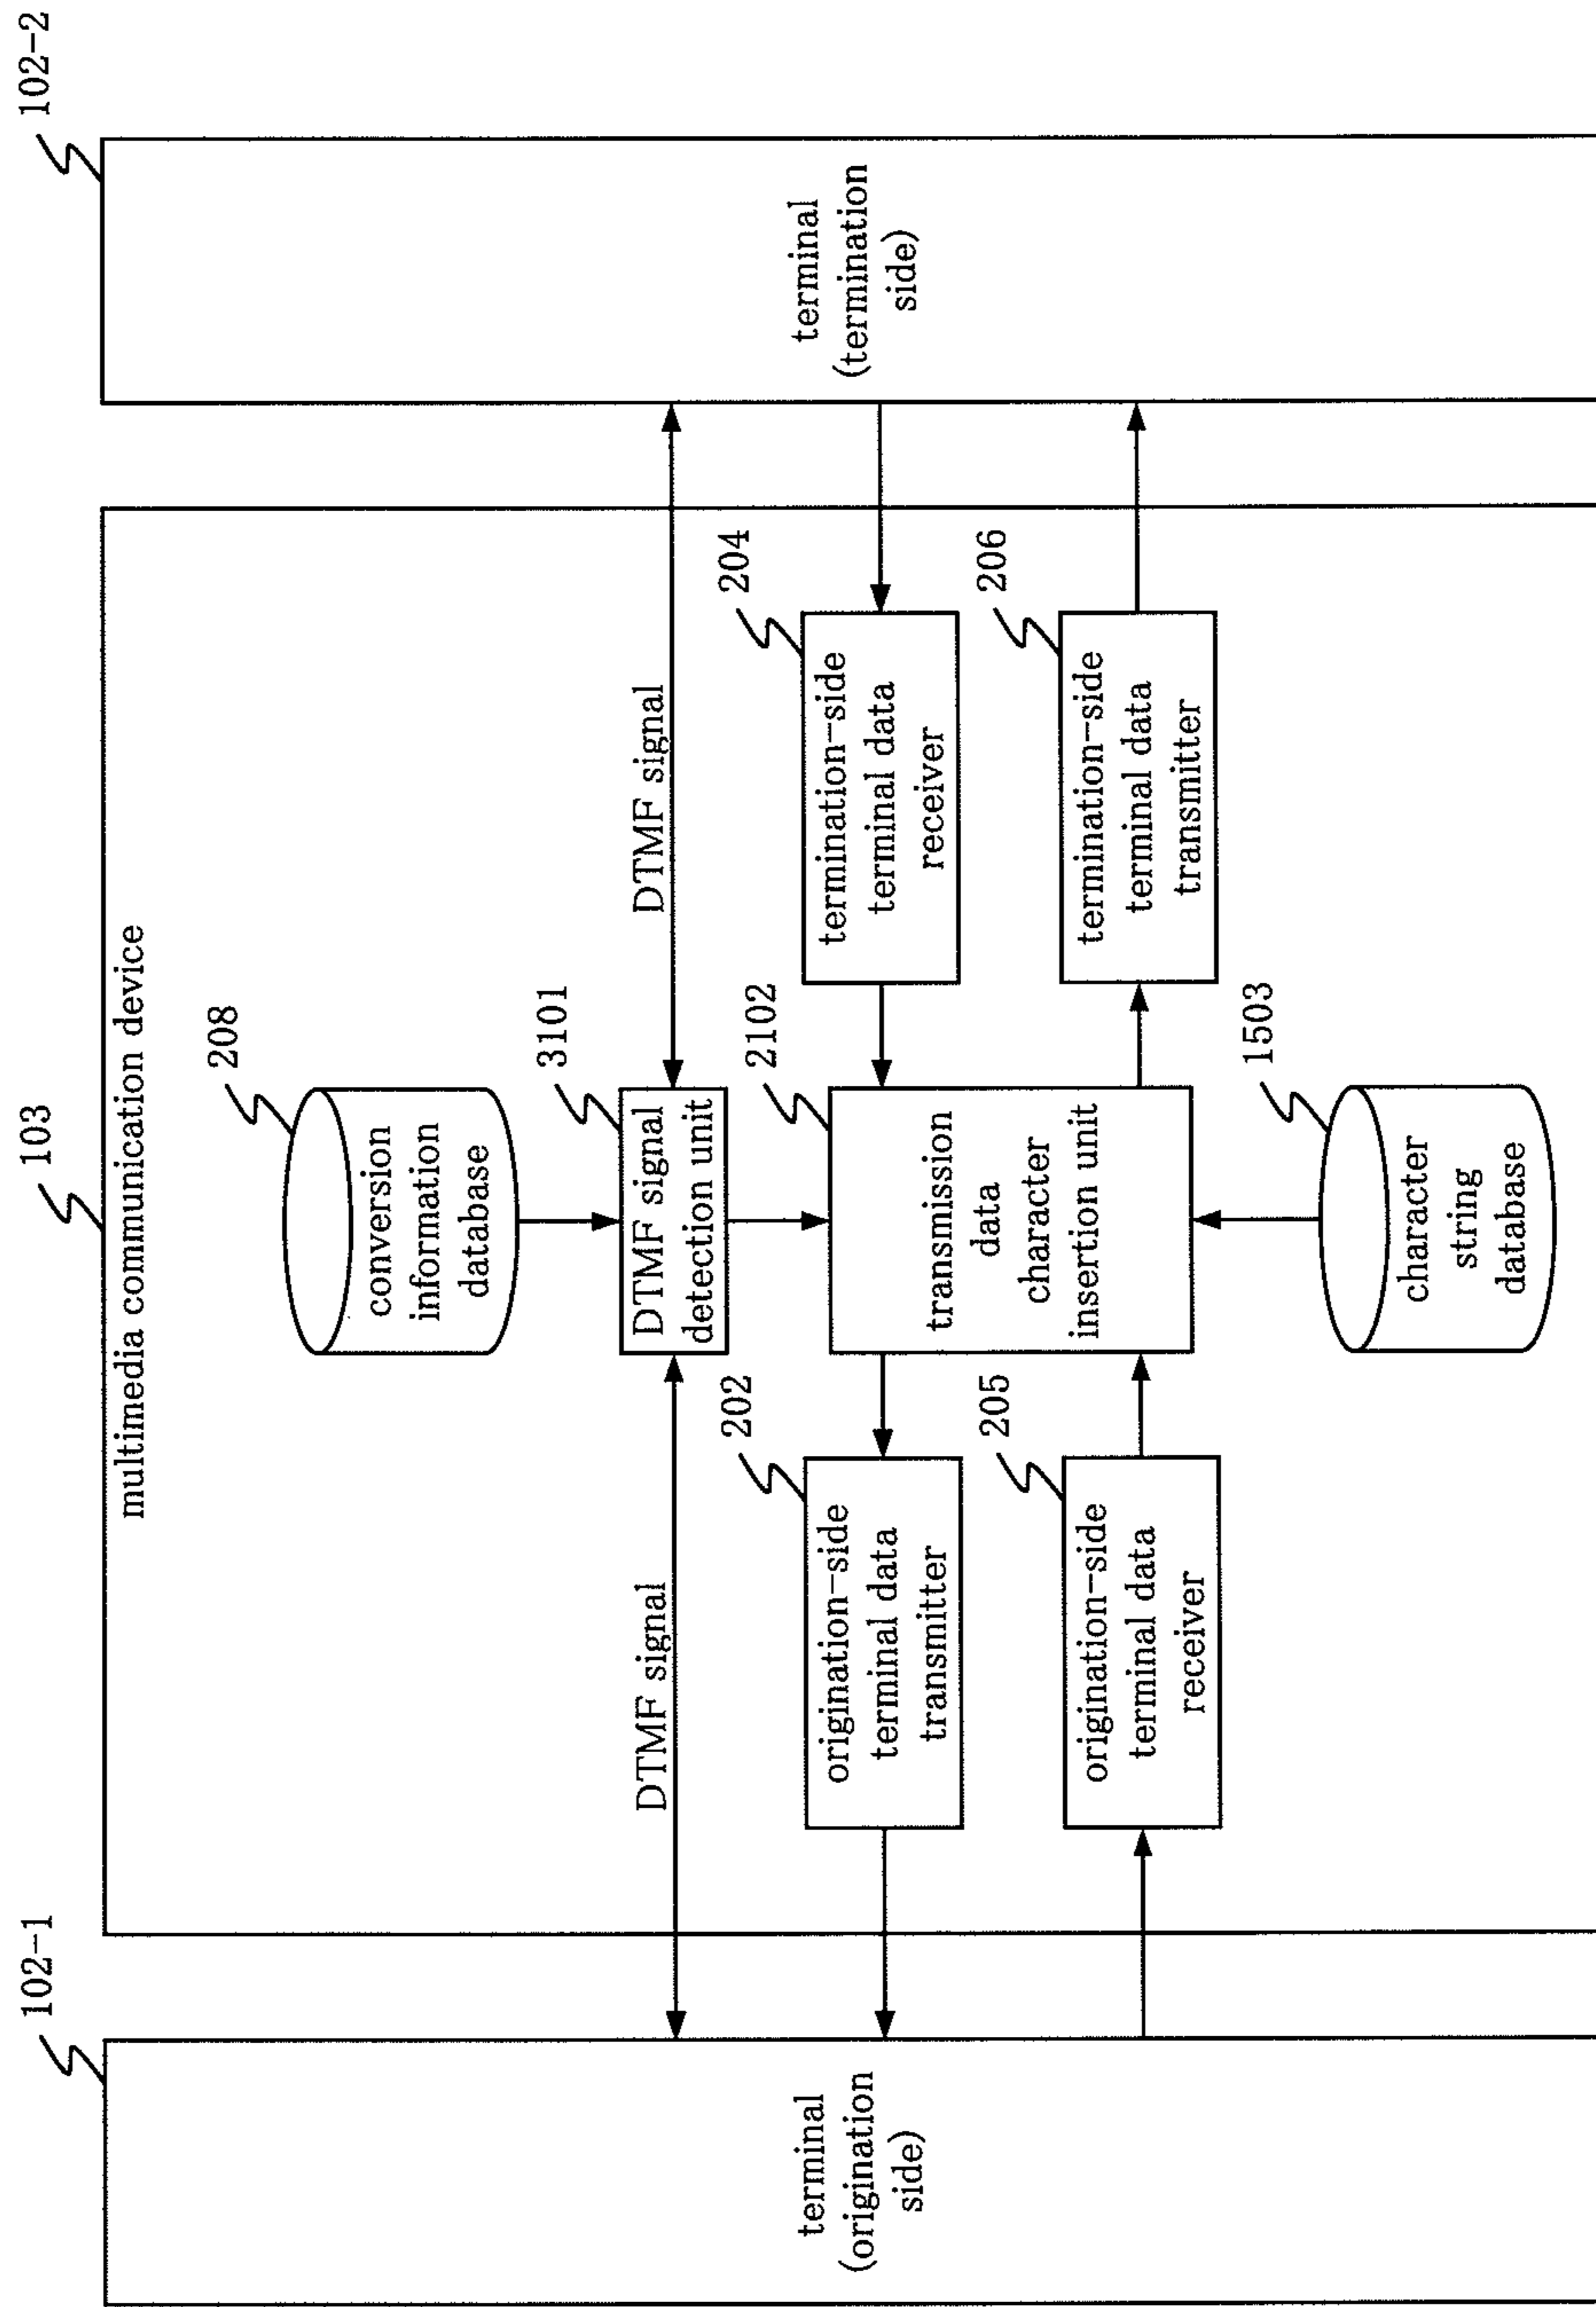 102-1
103
102-2
multimedia communication device
208
conversion
information
database
3101
DTMF signal
DTMF signal
detection unit
DTMF signal
terminal
(origination
side)
202
origination-side
terminal data
transmitter
2102
transmission
data
character
insertion unit
204
termination-side
terminal data
receiver
terminal
(termination
side)
205
origination-side
terminal data
receiver
206
termination-side
terminal data
transmitter
1503
character
string
database